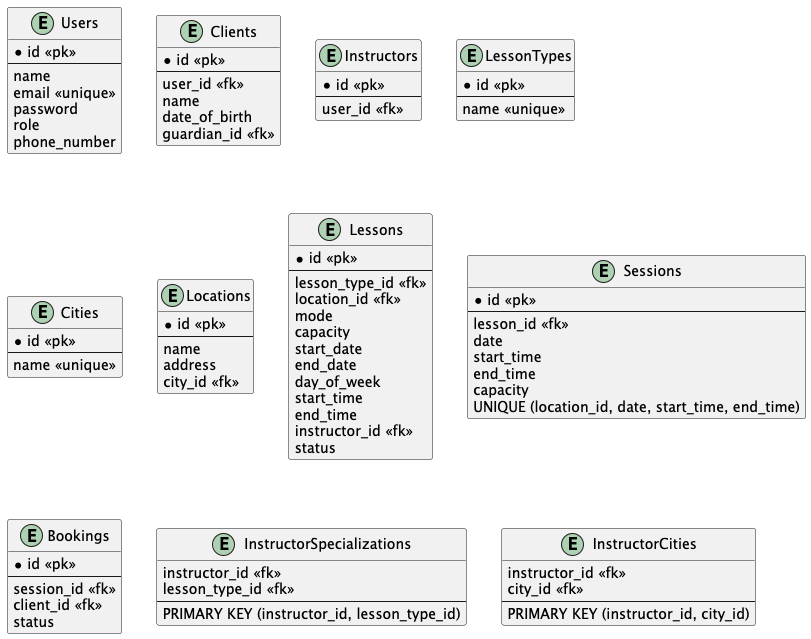 E Users
* id «pk»
name
email «unique»
password
role
phone_number
E Clients
* id «pk»
user_id «fk»
name
date_of_birth
guardian_id «fk»
E Instructors
* id «pk»
user_id «fk»
E LessonTypes
* id «pk»
name «unique»
E Cities
* id «pk»
name «unique»
E Locations
* id «pk»
name
address
city_id «fk»
E Lessons
* id «pk»
lesson_type_id «fk»
location_id «fk»
mode
capacity
start_date
end_date
day_of_week
start_time
end_time
instructor_id «fk»
status
E Sessions
* id «pk»
lesson_id «fk»
date
start_time
end_time
capacity
UNIQUE (location_id, date, start_time, end_time)
E Bookings
* id «pk»
session_id «fk»
client_id «fk»
status
E InstructorSpecializations
instructor_id «fk»
lesson_type_id «fk»
PRIMARY KEY (instructor_id, lesson_type_id)
E InstructorCities
instructor_id «fk»
city_id «fk»
PRIMARY KEY (instructor_id, city_id)